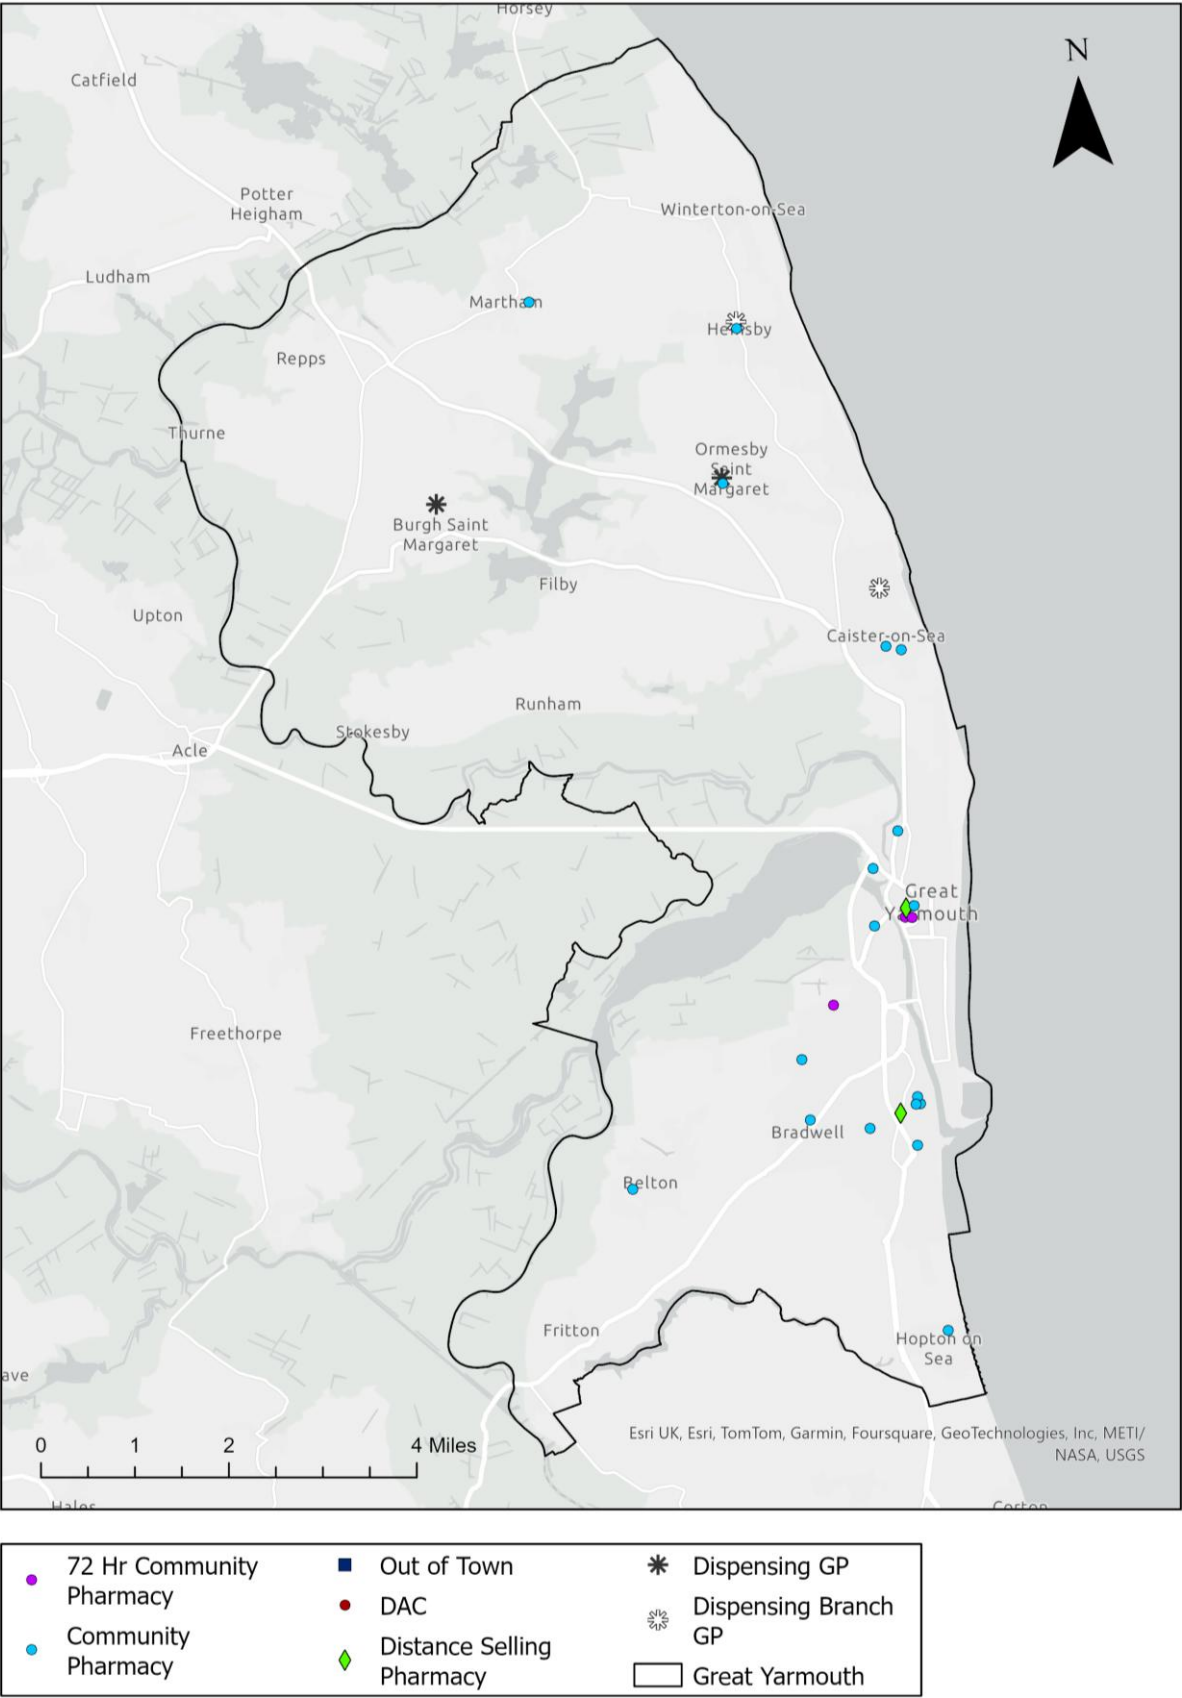 Horsey
N
Catfield
Potter
Heigham
Winterton-on-Sea
Ludham
Martham
Hemsby
Repps
Thurne
Ormesby
Saint
Margaret
Burgh Saint
Margaret
Filby
Upton
Caister-on-Sea
Runham
Stokesby
Acle
Great
Yarmouth
Freethorpe
Bradwell
Belton
Fritton
Hopton on
Sea
ave
0 1 2 4 Miles
Esri UK, Esri, TomTom, Garmin, Foursquare, GeoTechnologies, Inc, METI/
NASA, USGS
Hales
Corton
72 Hr Community
Pharmacy
Community
Pharmacy
Out of Town
DAC
Distance Selling
Pharmacy
Dispensing GP
Dispensing Branch
GP
Great Yarmouth